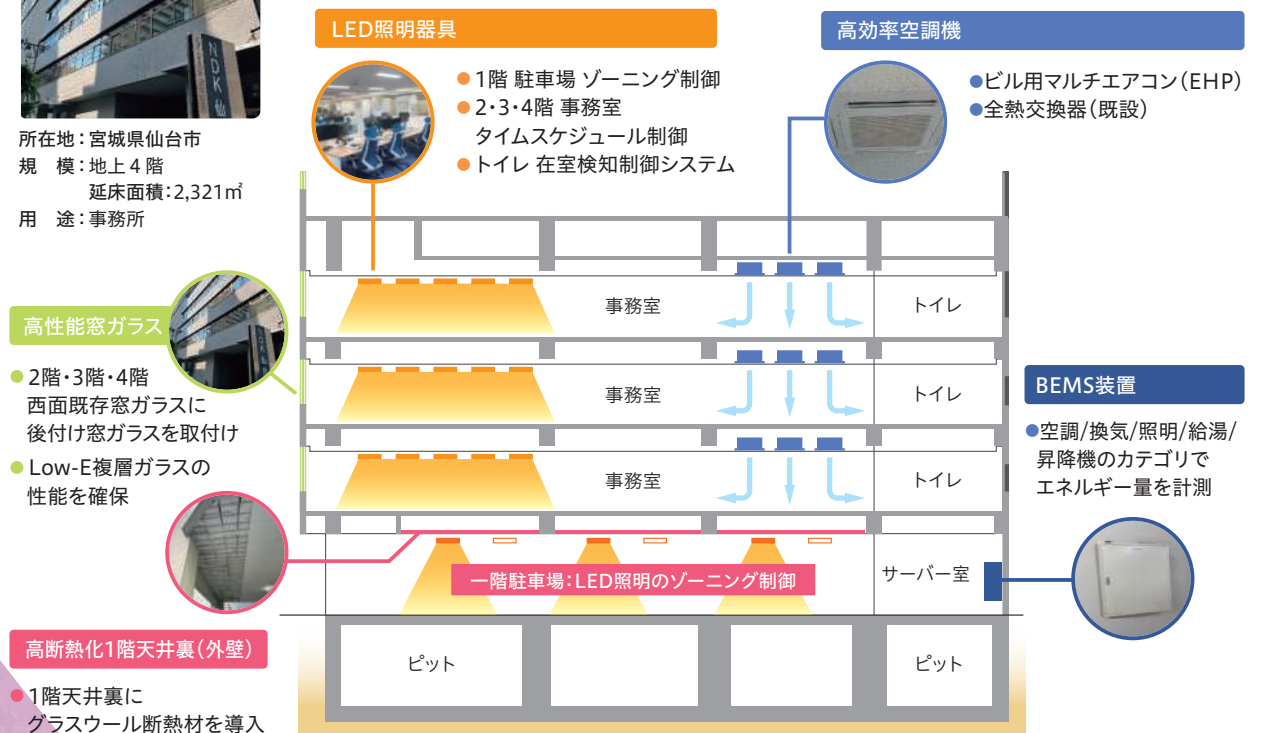 NDK 仙
所在地：宮城県仙台市
規　模：地上４階
延床面積：2,321㎡
用　途：事務所
LED照明器具
●1階 駐車場 ゾーニング制御
●2・3・4階 事務室
タイムスケジュール制御
●トイレ 在室検知制御システム
高効率空調機
●ビル用マルチエアコン（EHP）
●全熱交換器（既設）
高性能窓ガラス
●2階・3階・4階
西面既存窓ガラスに
後付け窓ガラスを取付け
●Low-E複層ガラスの
性能を確保
事務室
トイレ
事務室
トイレ
事務室
トイレ
BEMS装置
●空調/換気/照明/給湯/
昇降機のカテゴリで
エネルギー量を計測
一階駐車場：LED照明のゾーニング制御
サーバー室
ピット
ピット
高断熱化1階天井裏（外壁）
●1階天井裏に
グラスウール断熱材を導入